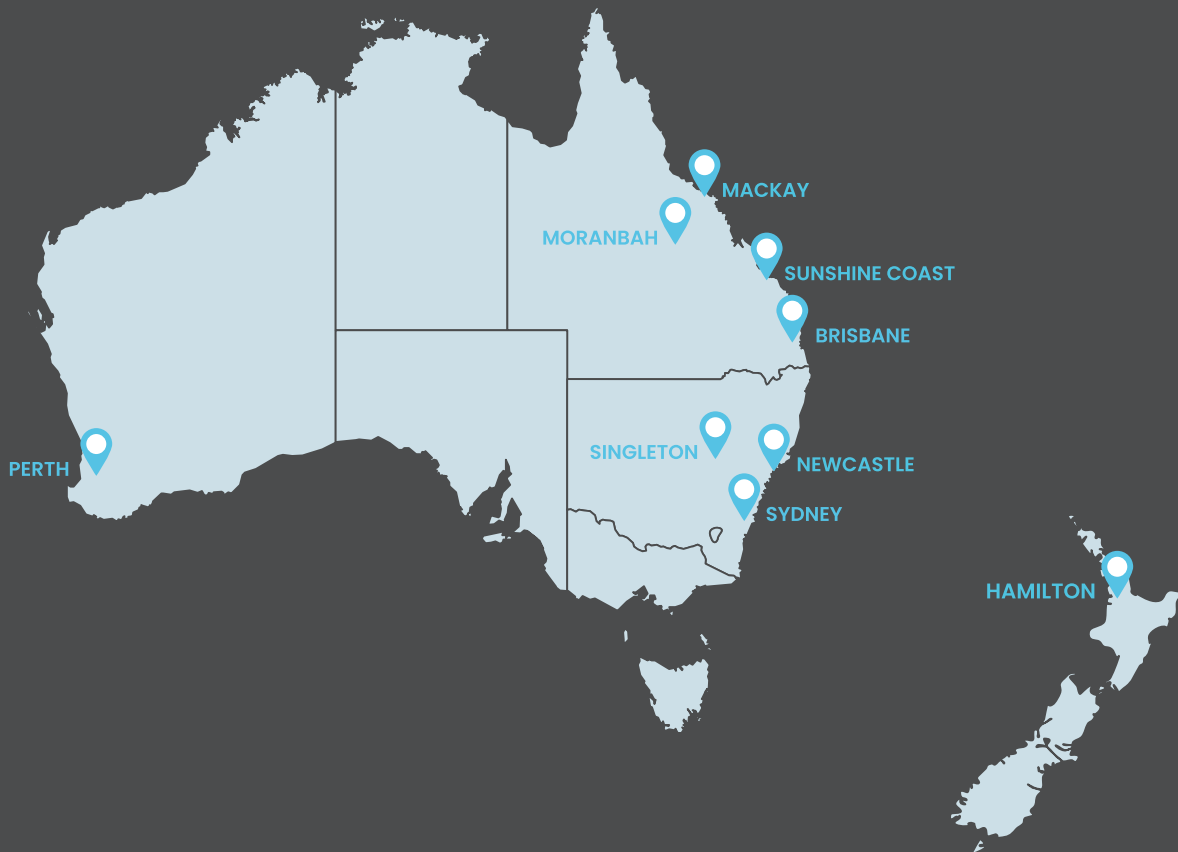 MACKAY
MORANBAH
SUNSHINE COAST
BRISBANE
SINGLETON
NEWCASTLE
PERTH
SYDNEY
HAMILTON